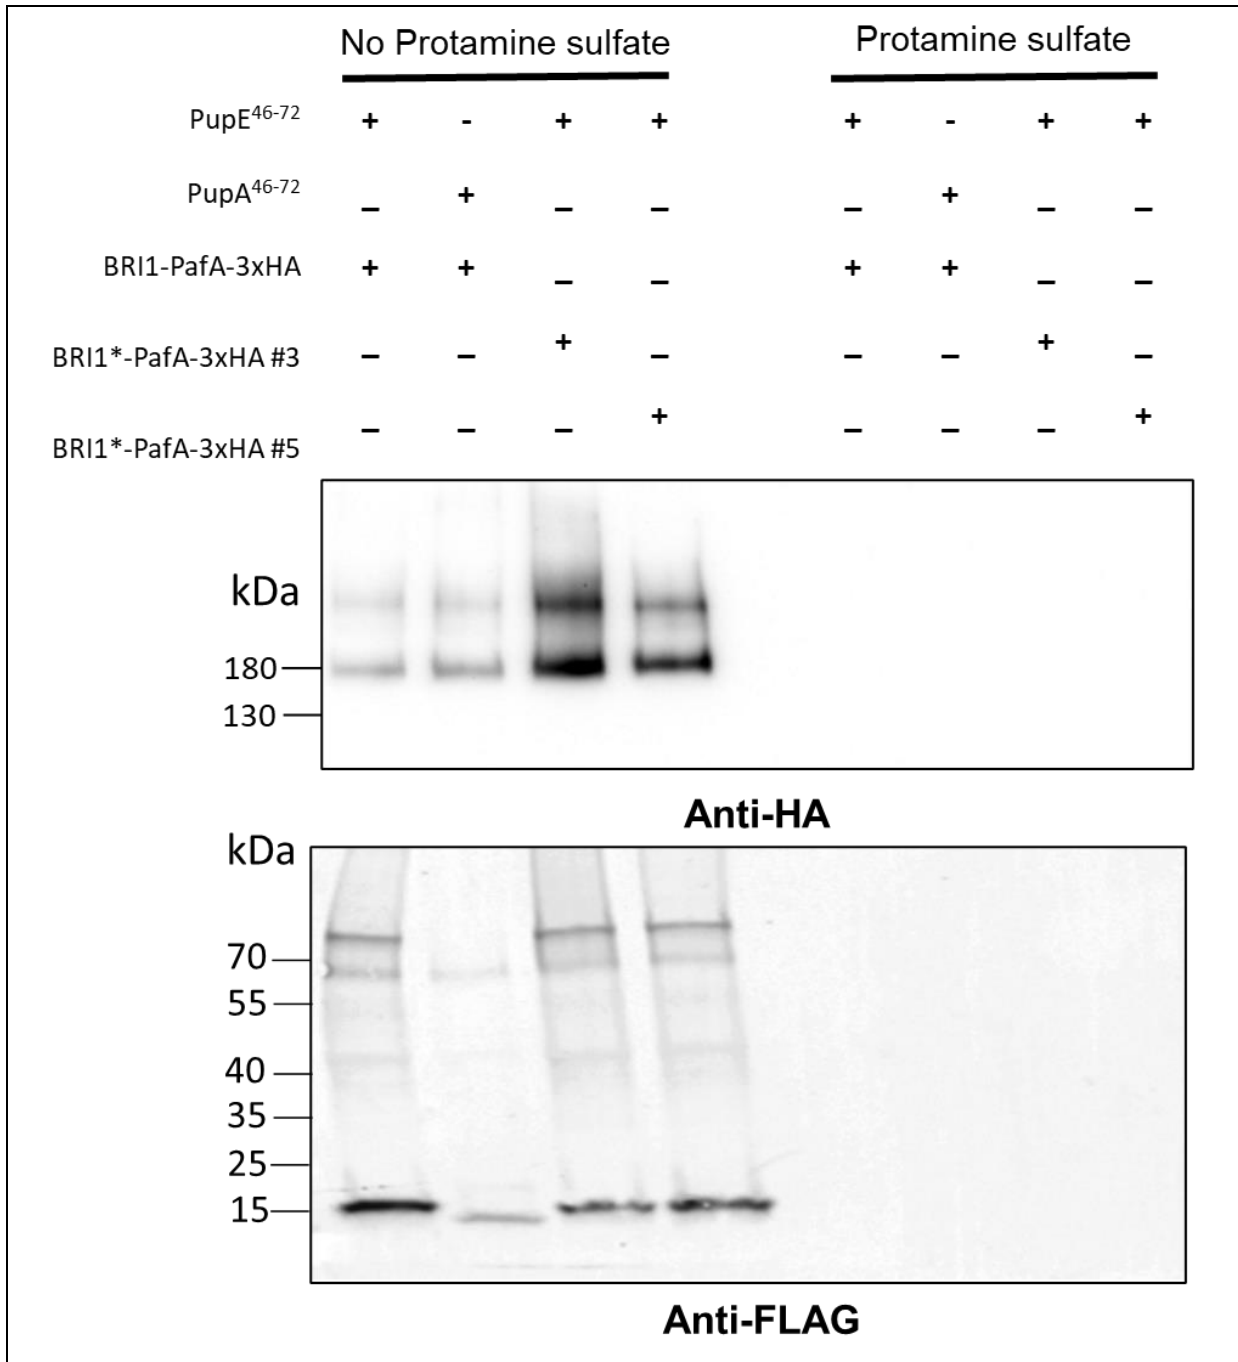 No Protamine sulfate Protamine sulfate
PupE46-72 + - + + + - + +
PupA46-72 – + – – – + – –
BRI1-PafA-3xHA + + – – + + – –
BRI1*-PafA-3xHA #3 – – + – – – + –
BRI1*-PafA-3xHA #5 – – – + – – – +
kDa
180
130
Anti-HA
kDa
70
55
40
35
25
15
Anti-FLAG